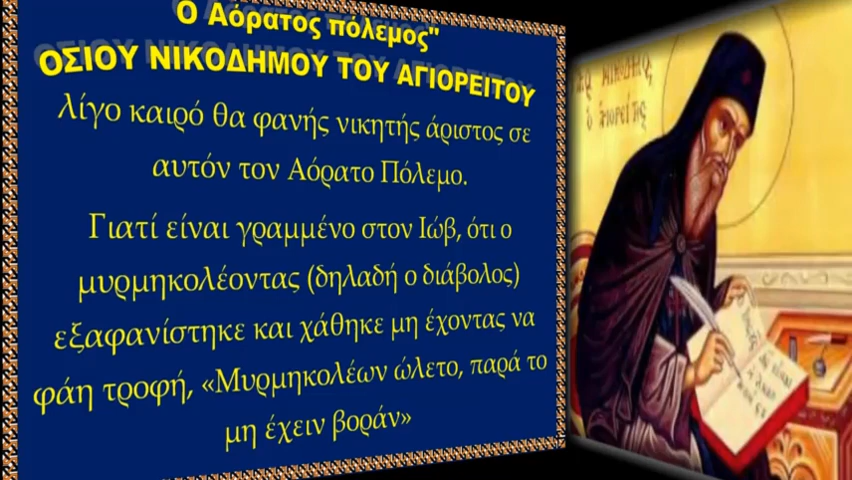 Ο Αόρατος πόλεμος"
ΟΣΙΟΥ ΝΙΚΟΔΗΜΟΥ ΤΟΥ ΑΓΙΟΡΕΙΤΟΥ
λίγο καιρό θα φανής νικητής άριστος σε
αυτόν τον Αόρατο Πόλεμο.
Γιατί είναι γραμμένο στον Ιώβ, ότι ο
μυρμηκολέοντας (δηλαδή ο διάβολος)
εξαφανίστηκε και χάθηκε μη έχοντας να
φάη τροφή, «Μυρμηκολέων ώλετο, παρά το
μη έχειν βοράν»